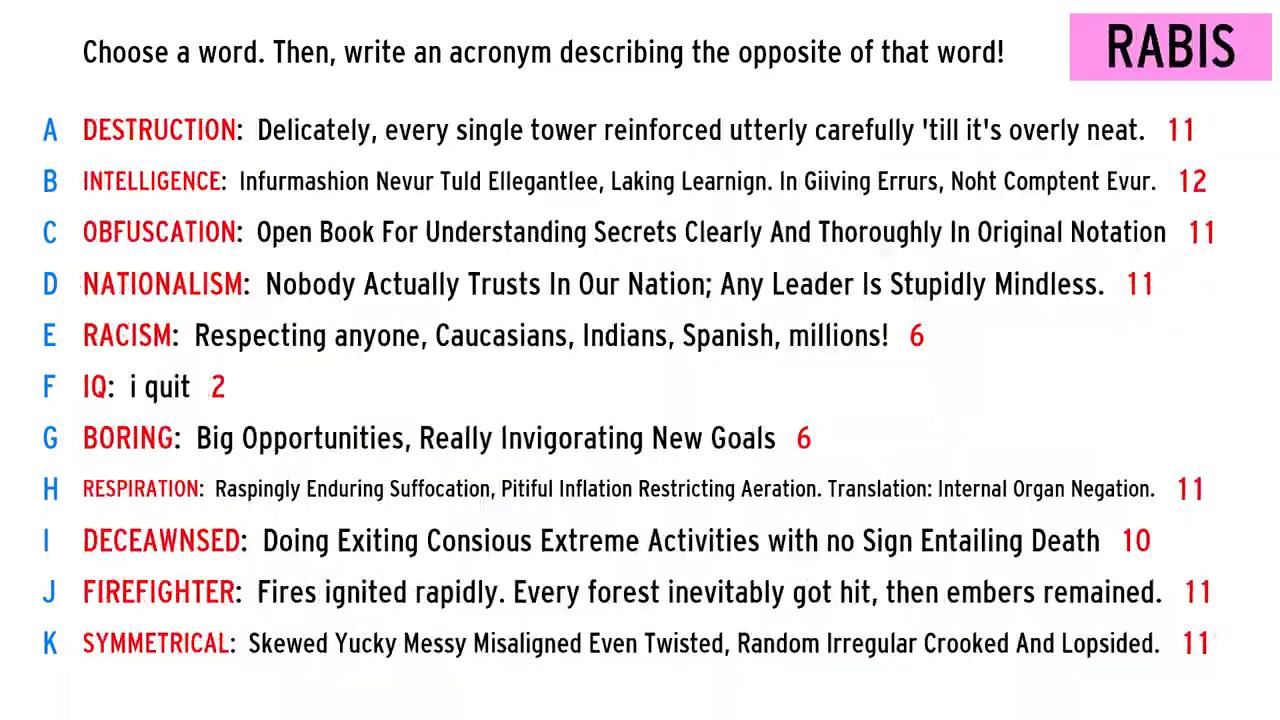 Choose a word. Then, write an acronym describing the opposite of that word!
RABIS
A DESTRUCTION: Delicately, every single tower reinforced utterly carefully 'till it's overly neat. 11
B INTELLIGENCE: Infurmashion Nevur Tuld Ellegantlee, Laking Learnign. In Giiving Errurs, Noht Comptent Evur. 12
C OBFUSCATION: Open Book For Understanding Secrets Clearly And Thoroughly In Original Notation 11
D NATIONALISM: Nobody Actually Trusts In Our Nation; Any Leader Is Stupidly Mindless. 11
E RACISM: Respecting anyone, Caucasians, Indians, Spanish, millions! 6
F IQ: i quit 2
G BORING: Big Opportunities, Really Invigorating New Goals 6
H RESPIRATION: Raspingly Enduring Suffocation, Pitiful Inflation Restricting Aeration. Translation: Internal Organ Negation. 11
I DECEAWNSED: Doing Exiting Consious Extreme Activities with no Sign Entailing Death 10
J FIREFIGHTER: Fires ignited rapidly. Every forest inevitably got hit, then embers remained. 11
K SYMMETRICAL: Skewed Yucky Messy Misaligned Even Twisted, Random Irregular Crooked And Lopsided. 11